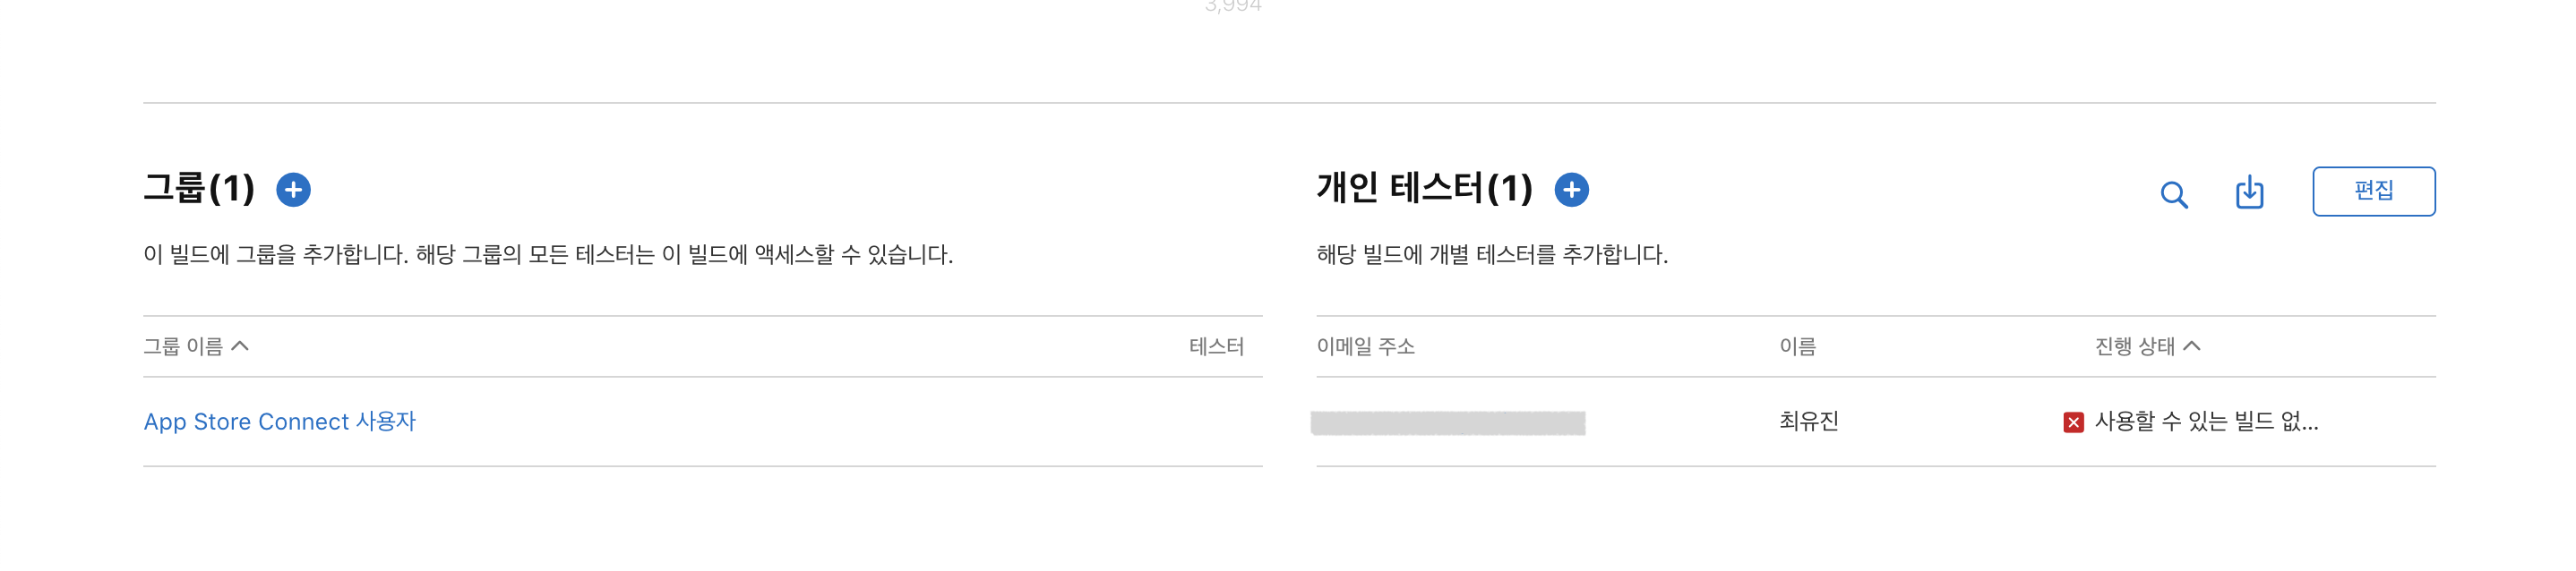 3,994
그룹(1)
이 빌드에 그룹을 추가합니다. 해당 그룹의 모든 테스터는 이 빌드에 액세스할 수 있습니다.
그룹 이름 테스터
App Store Connect 사용자
개인 테스터(1)
편집
해당 빌드에 개별 테스터를 추가합니다.
이메일 주소 이름 진행 상태
최유진 사용할 수 있는 빌드 없...